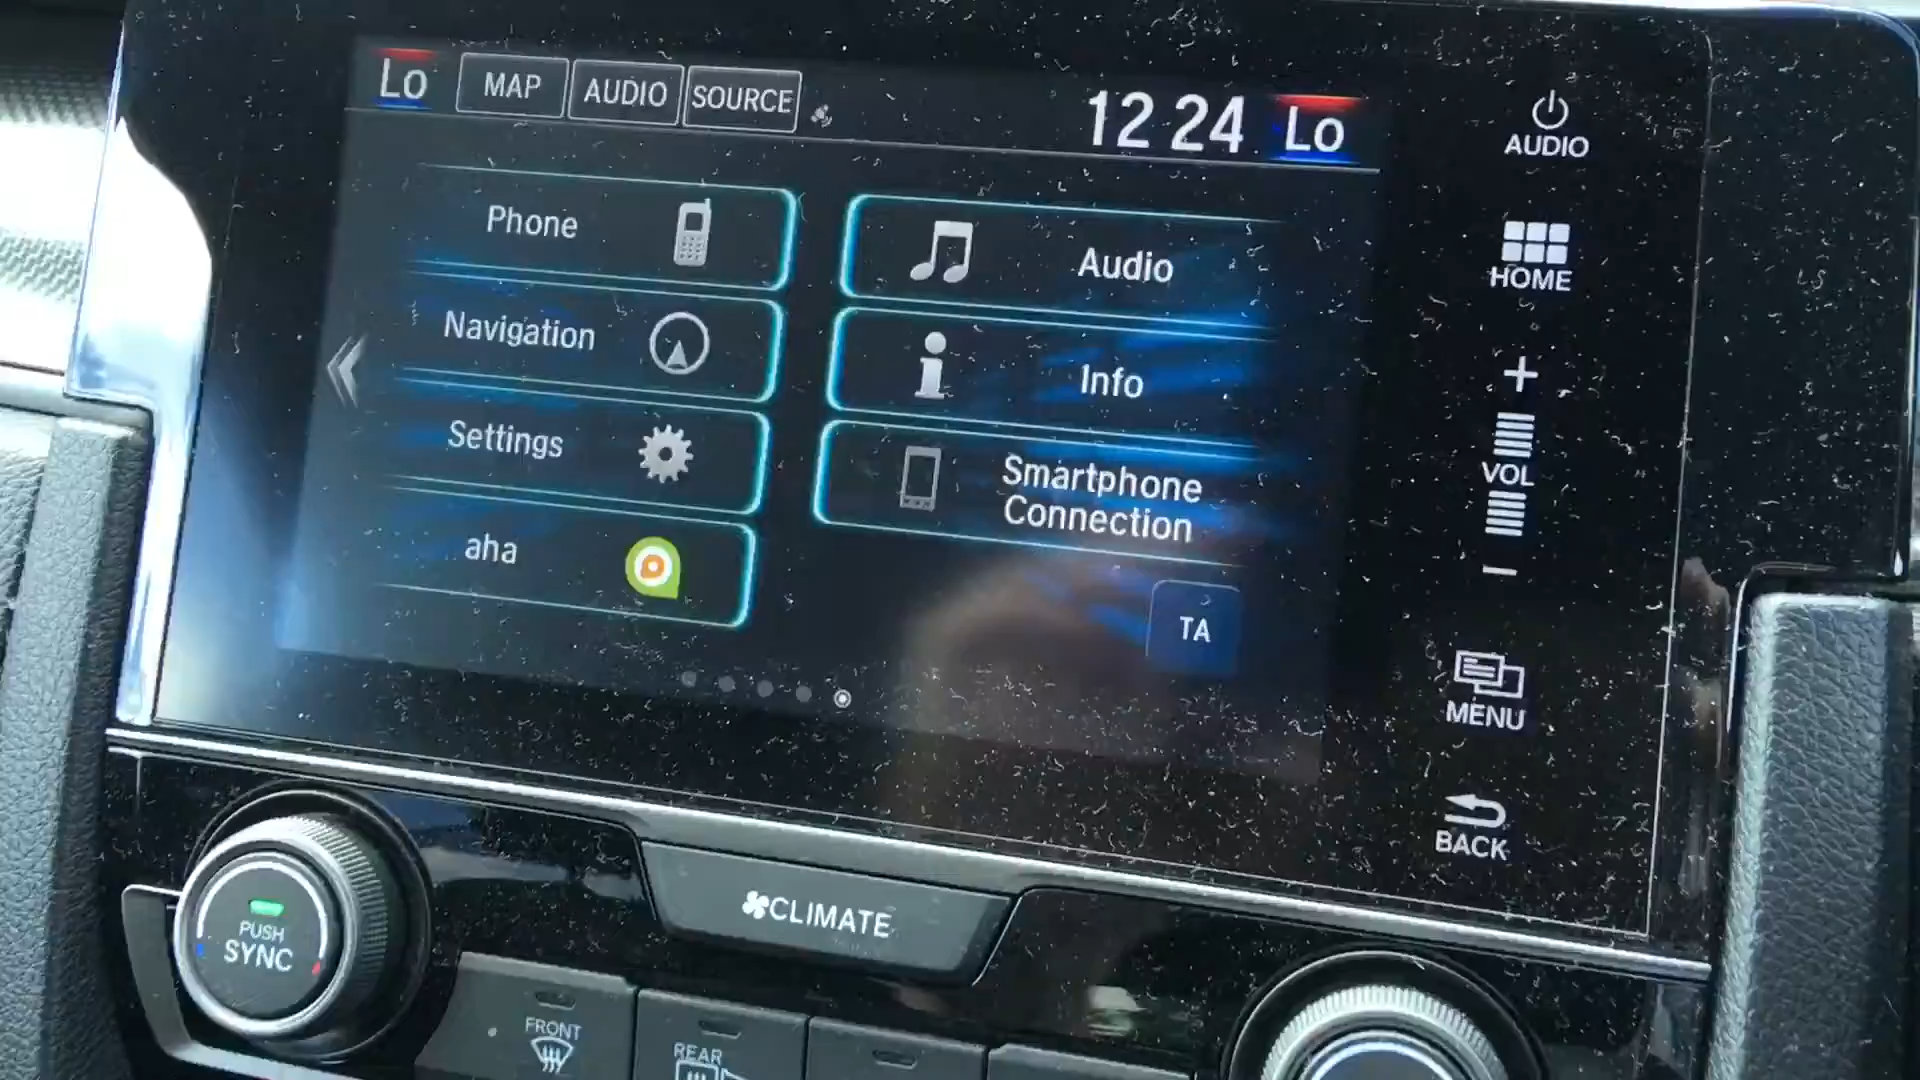 Lo
MAP
AUDIO
SOURCE
12 24
Lo
Phone
Navigation
Settings
aha
Audio
Info
Smartphone
Connection
TA
AUDIO
HOME
+
VOL
−
MENU
BACK
PUSH
SYNC
CLIMATE
FRONT
REAR